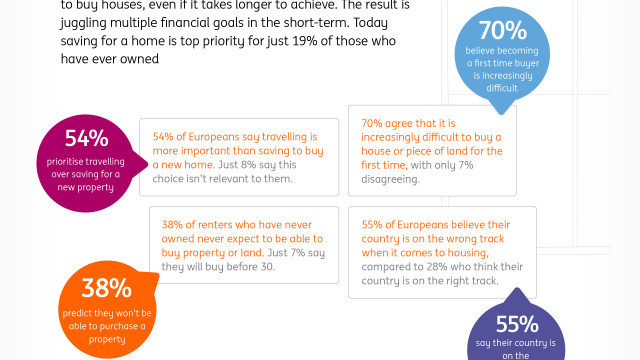 to buy houses, even if it takes longer to achieve. The result is
juggling multiple financial goals in the short-term. Today
saving for a home is top priority for just 19% of those who
have ever owned
70%
believe becoming
a first time buyer
is increasingly
difficult
54%
prioritise travelling
over saving for a
new property
54% of Europeans say travelling is
more important than saving to buy
a new home. Just 8% say this
choice isn't relevant to them.
70% agree that it is
increasingly difficult to buy a
house or piece of land for the
first time, with only 7%
disagreeing.
38% of renters who have never
owned never expect to be able to
buy property or land. Just 7% say
they will buy before 30.
55% of Europeans believe their
country is on the wrong track
when it comes to housing,
compared to 28% who think their
country is on the right track.
38%
predict they won't be
able to purchase a
property
55%
say their country is
on the